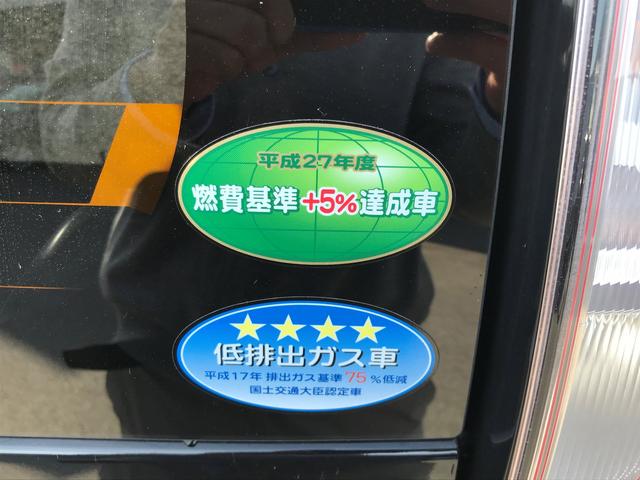 平成27年度
燃費基準+5%達成車
低排出ガス車
平成17年 排出ガス基準 75 %低減
国土交通大臣認定車